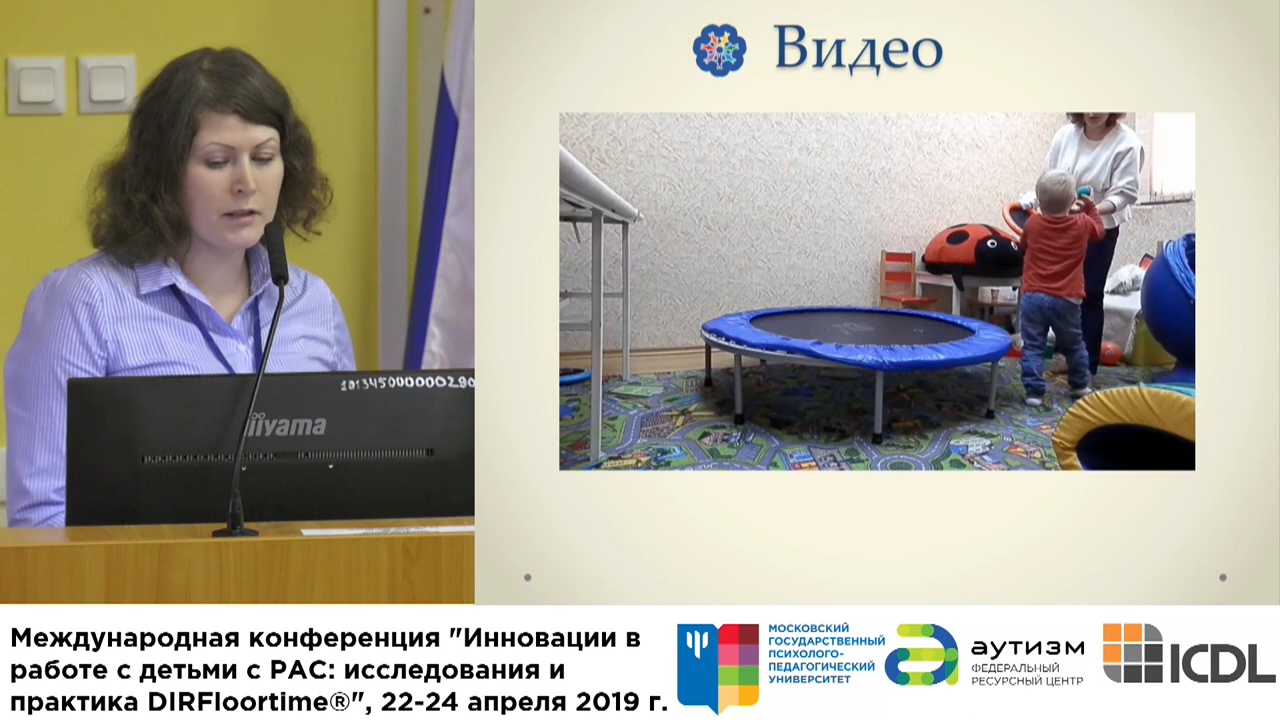 Видео
iiyama
Международная конференция "Инновации в
работе с детьми с РАС: исследования и
практика DIRFloortime®", 22-24 апреля 2019 г.
МОСКОВСКИЙ
ГОСУДАРСТВЕННЫЙ
ПСИХОЛОГО-
ПЕДАГОГИЧЕСКИЙ
УНИВЕРСИТЕТ
аутизм
ФЕДЕРАЛЬНЫЙ
РЕСУРСНЫЙ ЦЕНТР
ICDL